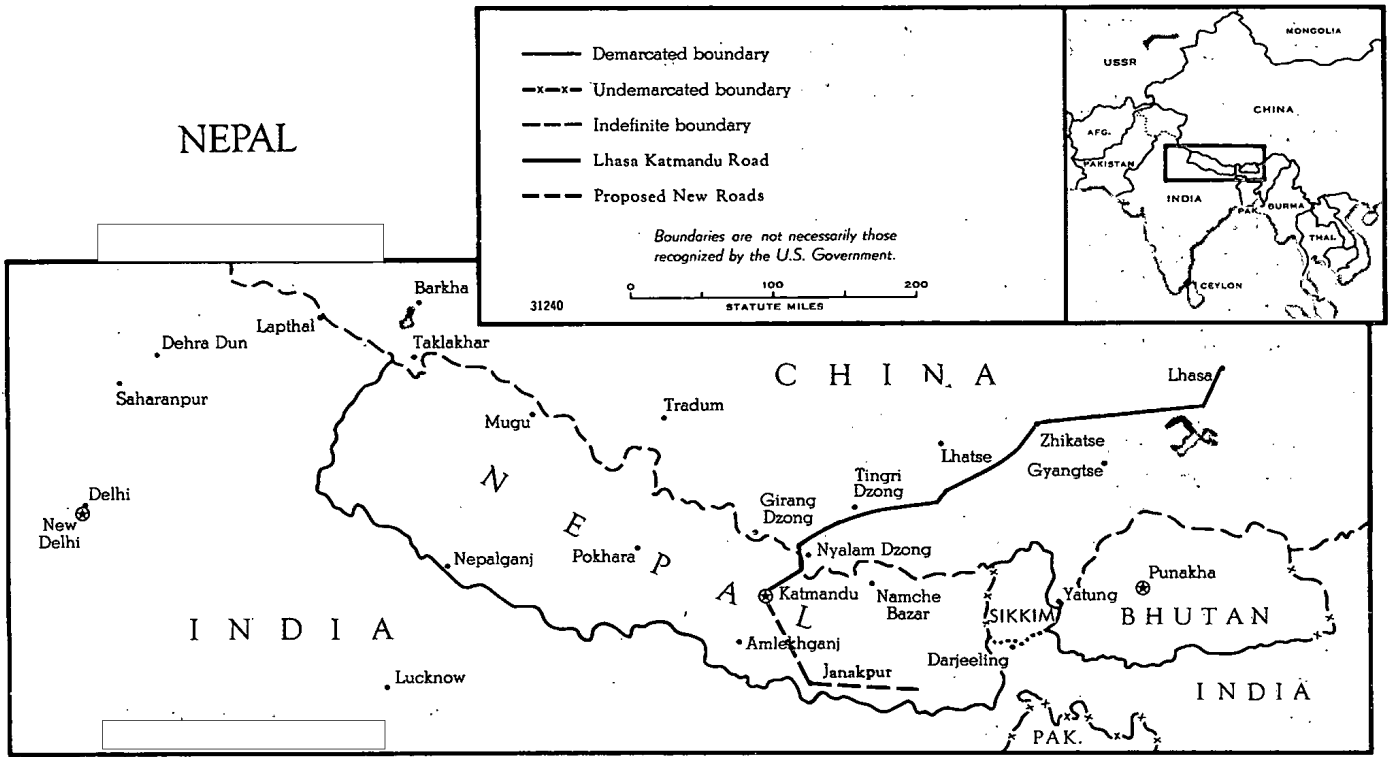 NEPAL
Demarcated boundary
Undemarcated boundary
Indefinite boundary
Lhasa Katmandu Road
Proposed New Roads
Boundaries are not necessarily those
recognized by the U.S. Government.
31240
0 100 200
STATUTE MILES
MONGOLIA
USSR
CHINA
AFG.
PAKISTAN
INDIA
PAK.
BURMA
THAI.
CEYLON
Barkha
Lapthal
Taklakhar
Dehra Dun
Saharanpur
CHINA
Lhasa
Mugu
Tradum
Zhikatse
Lhatse
Gyangtse
Tingri
Dzong
Delhi
New
Delhi
Girang
Dzong
NEPAL
Nepalganj
Pokhara
Nyalam Dzong
Katmandu
Namche
Bazar
Yatung
Punakha
SIKKIM
BHUTAN
INDIA
Amlekhganj
Darjeeling
Janakpur
Lucknow
INDIA
PAK.